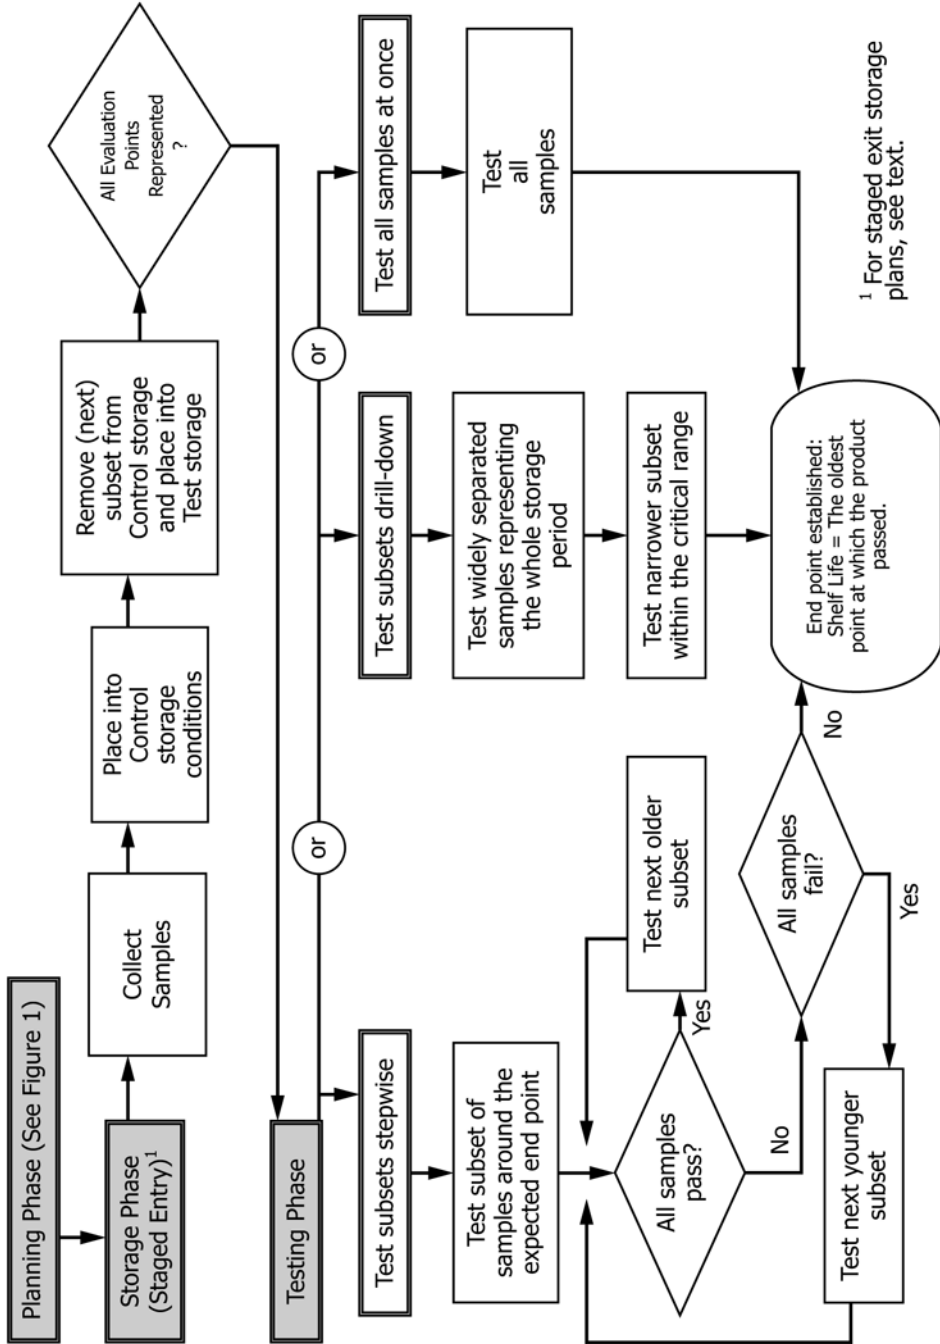 Planning Phase (See Figure 1)
Storage Phase
(Staged Entry)1
Collect
Samples
Place into
Control
storage
conditions
Remove (next)
subset from
Control storage
and place into
Test storage
All Evaluation
Points
Represented
?
Testing Phase
or
or
Test subsets stepwise
Test subset of
samples around the
expected end point
All samples
pass?
Yes
Test next older
subset
No
All samples
fail?
Yes
Test next younger
subset
No
Test subsets drill-down
Test widely separated
samples representing
the whole storage
period
Test narrower subset
within the critical range
Test all samples at once
Test
all
samples
End point established:
Shelf Life = The oldest
point at which the product
passed.
1 For staged exit storage
plans, see text.